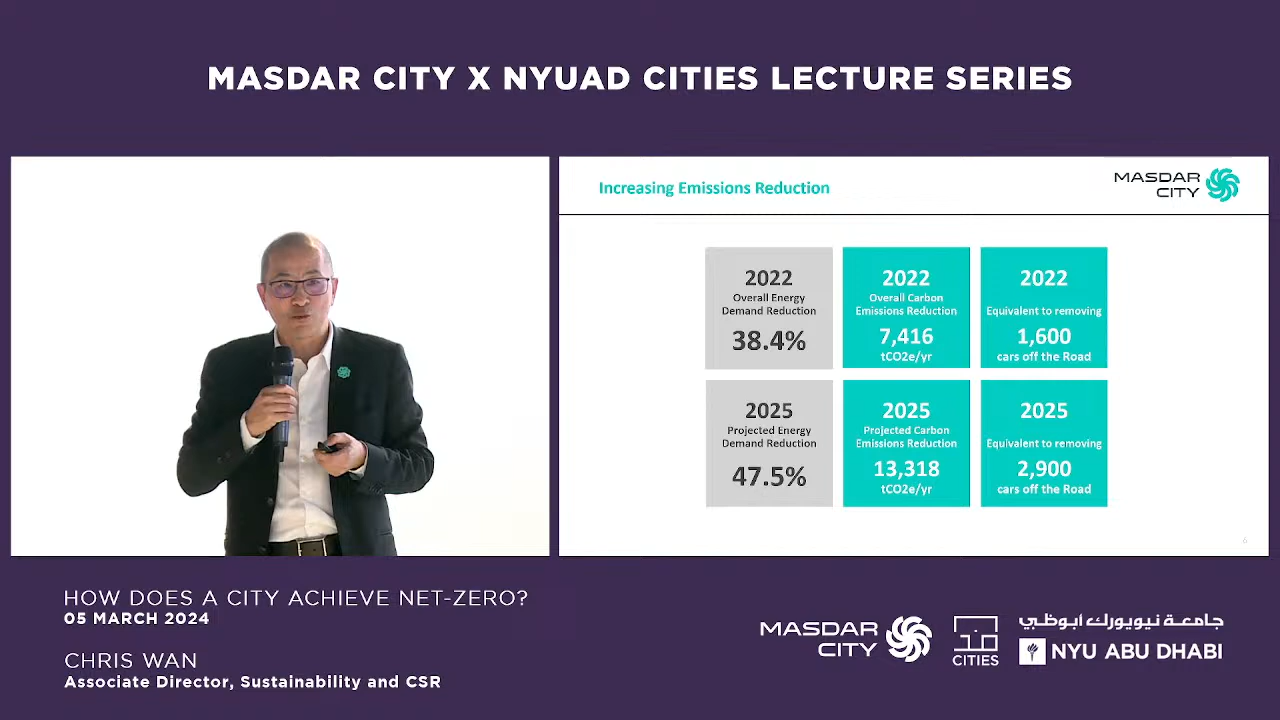 MASDAR CITY X NYUAD CITIES LECTURE SERIES
Increasing Emissions Reduction
MASDAR
CITY
2022
Overall Energy
Demand Reduction
38.4%
2022
Overall Carbon
Emissions Reduction
7,416
tCO2e/yr
2022
Equivalent to removing
1,600
cars off the Road
2025
Projected Energy
Demand Reduction
47.5%
2025
Projected Carbon
Emissions Reduction
13,318
tCO2e/yr
2025
Equivalent to removing
2,900
cars off the Road
6
HOW DOES A CITY ACHIEVE NET-ZERO?
05 MARCH 2024
CHRIS WAN
Associate Director, Sustainability and CSR
MASDAR
CITY
CITIES
جامعـة نيويورك أبوظبي
NYU ABU DHABI